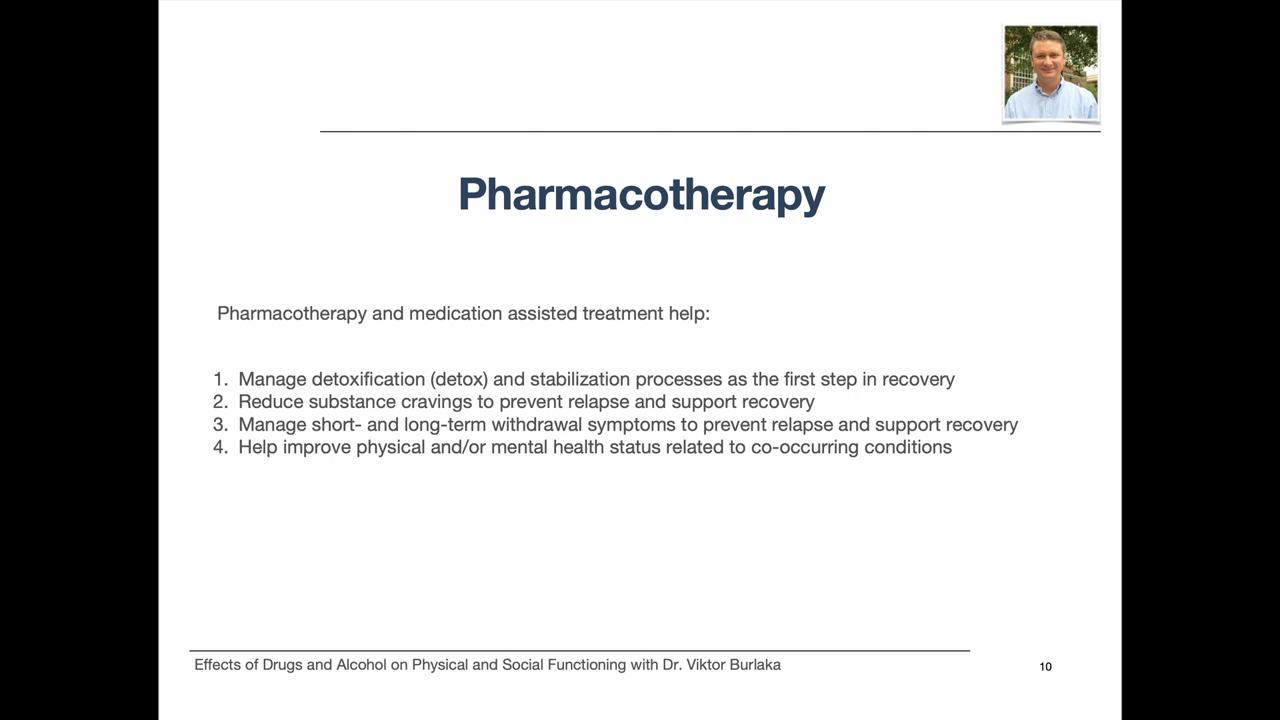 Pharmacotherapy
Pharmacotherapy and medication assisted treatment help:
1. Manage detoxification (detox) and stabilization processes as the first step in recovery
2. Reduce substance cravings to prevent relapse and support recovery
3. Manage short- and long-term withdrawal symptoms to prevent relapse and support recovery
4. Help improve physical and/or mental health status related to co-occurring conditions
Effects of Drugs and Alcohol on Physical and Social Functioning with Dr. Viktor Burlaka
10